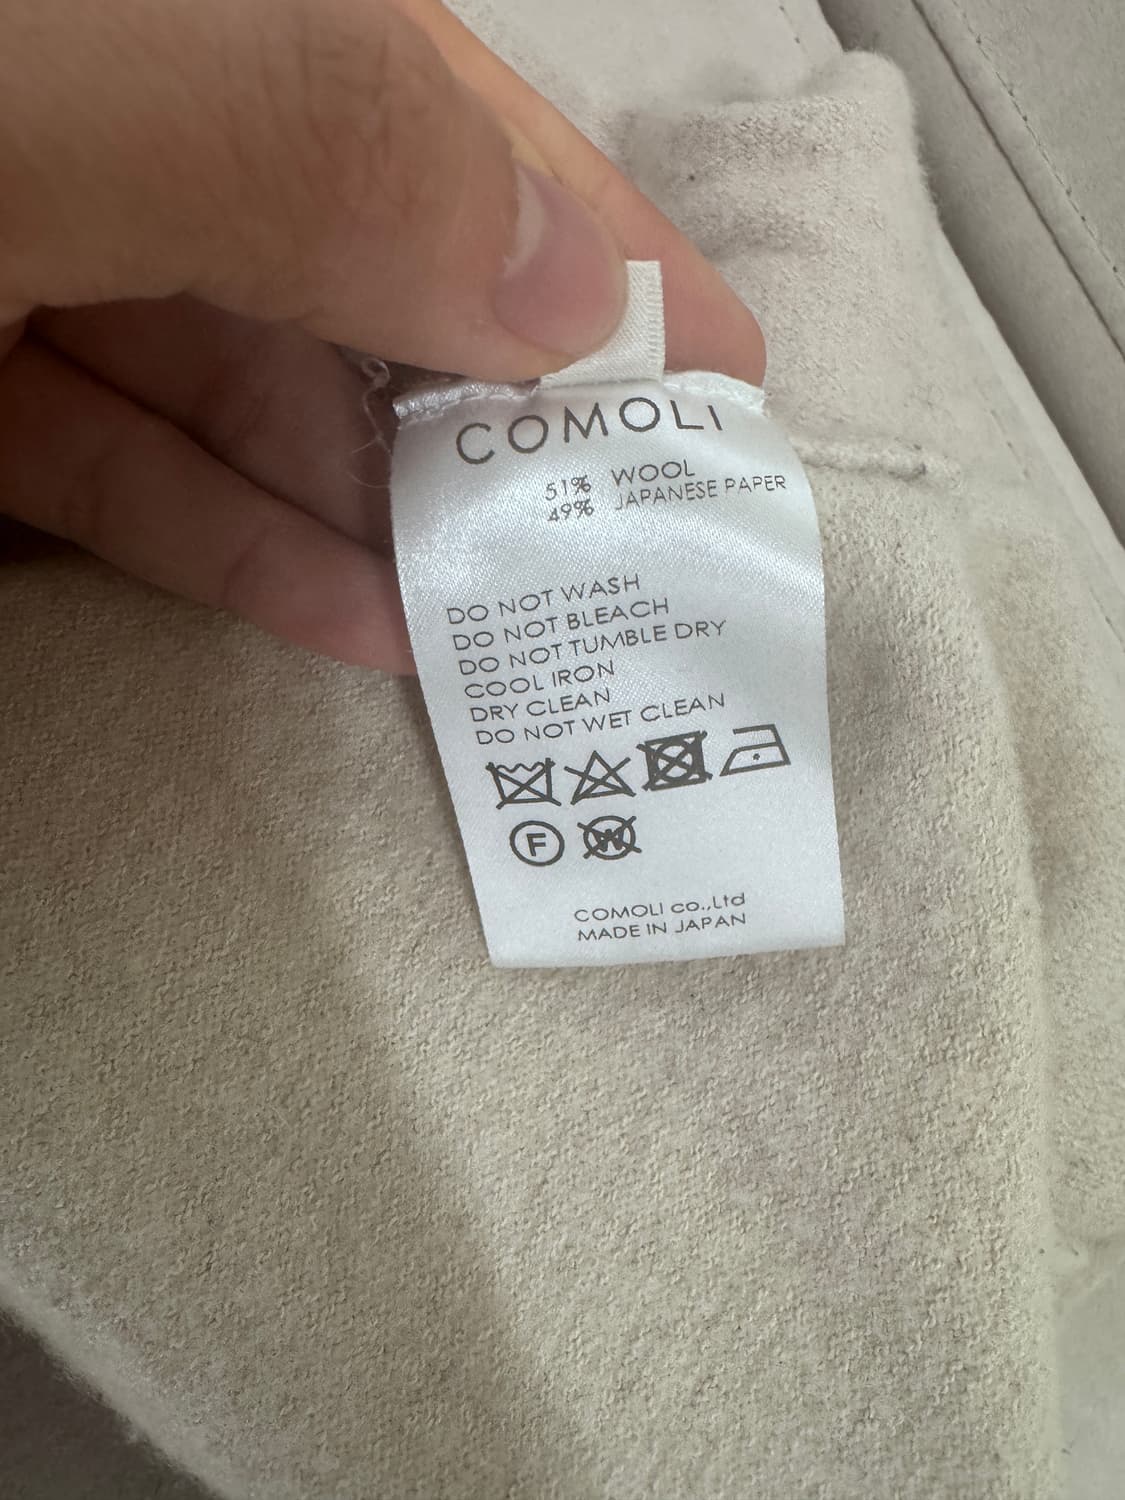 COMOLI
51% WOOL
49% JAPANESE PAPER
DO NOT WASH
DO NOT BLEACH
DO NOT TUMBLE DRY
COOL IRON
DRY CLEAN
DO NOT WET CLEAN
F W
COMOLI co.,Ltd
MADE IN JAPAN